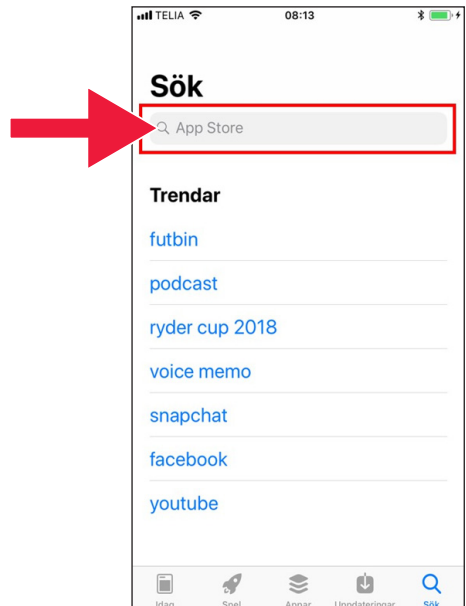 TELIA 08:13
Sök
App Store
Trendar
futbin
podcast
ryder cup 2018
voice memo
snapchat
facebook
youtube
Idag Spel Appar Uppdateringar Sök